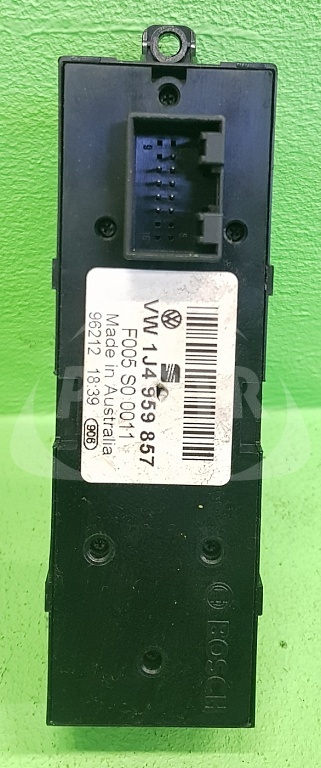 VW 1J4 959 857
F005 S0 0011
Made in Australia
96212 18:39
906
BOSCH